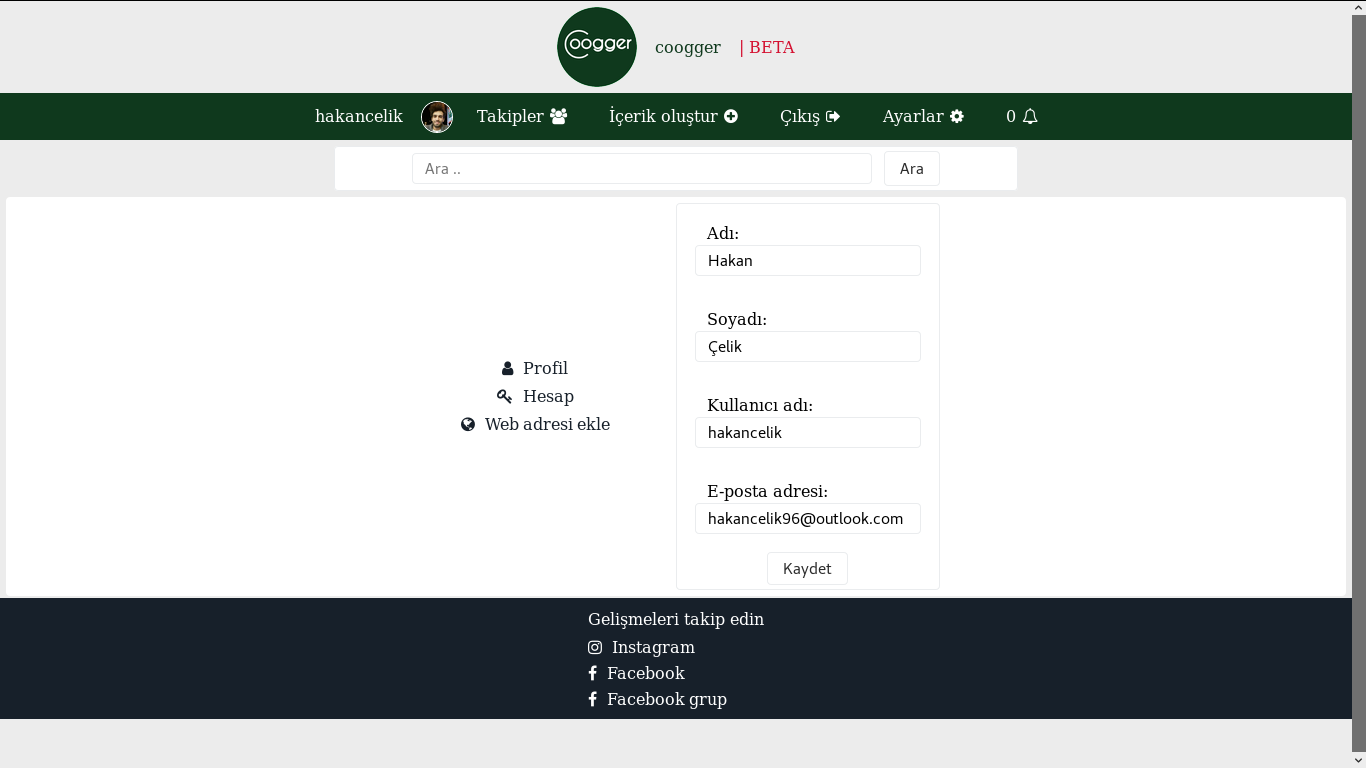 Coogger coogger | BETA
hakancelik Takipler İçerik oluştur Çıkış Ayarlar 0
Ara .. Ara
Profil
Hesap
Web adresi ekle
Adı:
Hakan
Soyadı:
Çelik
Kullanıcı adı:
hakancelik
E-posta adresi:
hakancelik96@outlook.com
Kaydet
Gelişmeleri takip edin
Instagram
Facebook
Facebook grup